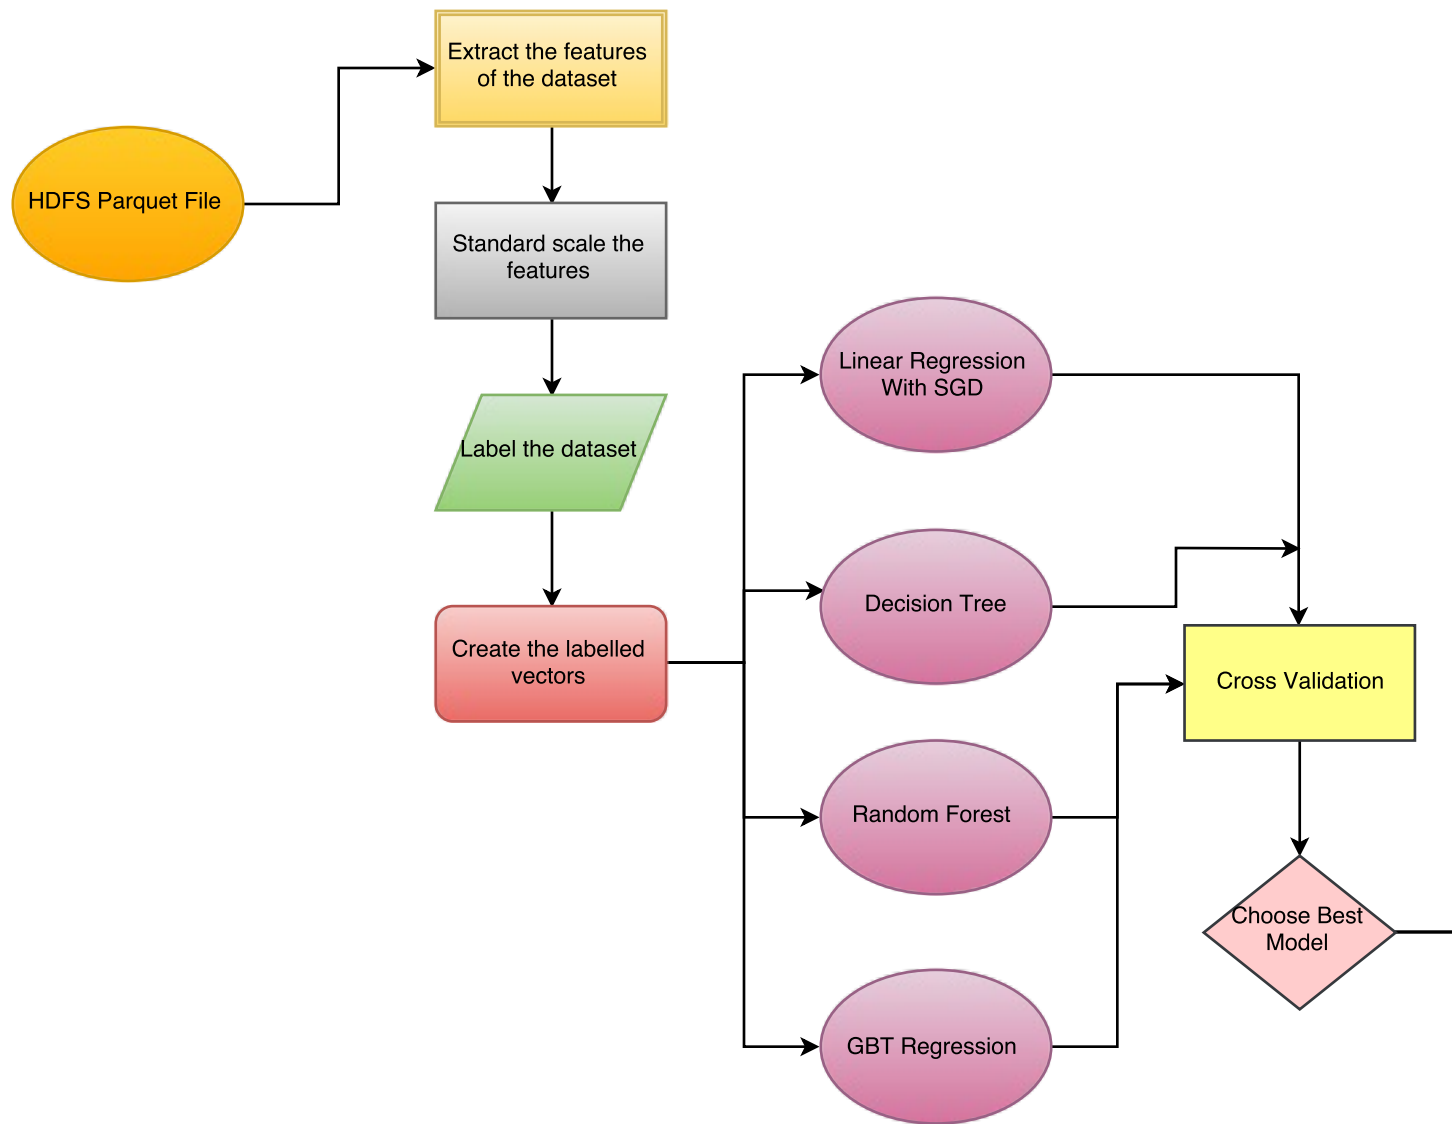 Extract the features
of the dataset
HDFS Parquet File
Standard scale the
features
Label the dataset
Create the labelled
vectors
Linear Regression
With SGD
Decision Tree
Random Forest
GBT Regression
Cross Validation
Choose Best
Model